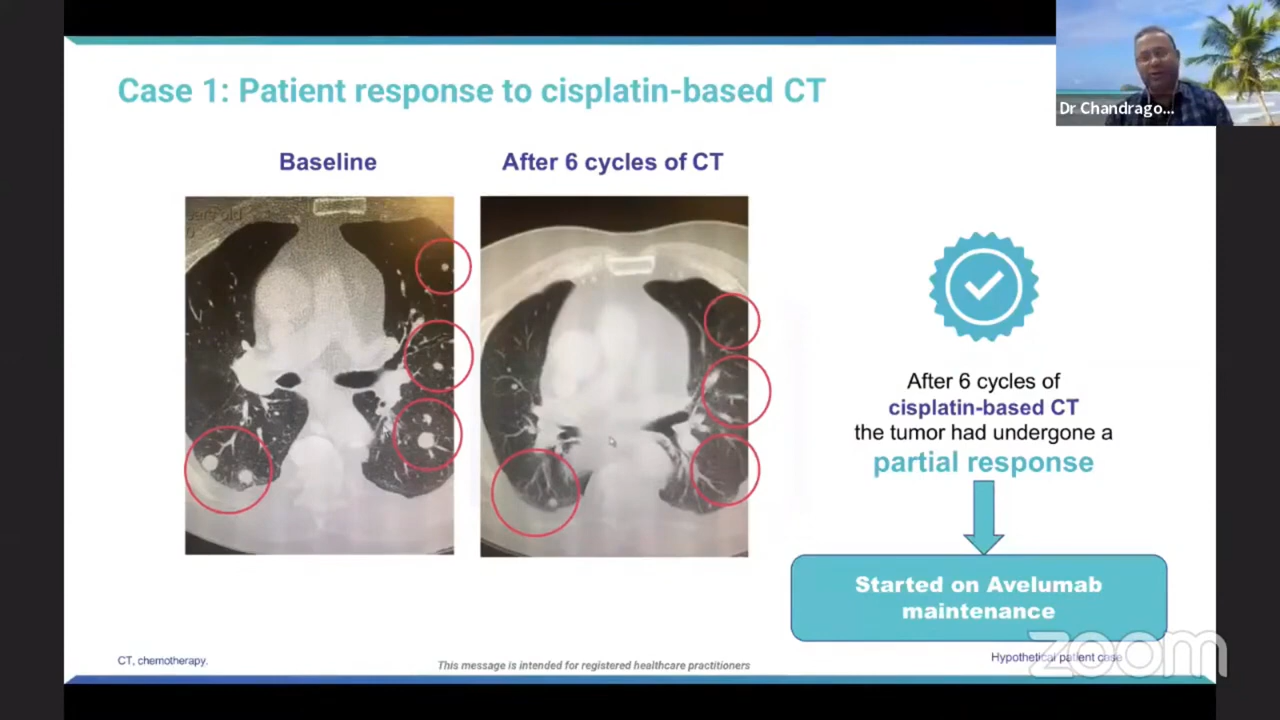 Case 1: Patient response to cisplatin-based CT
Dr Chandrago...
Baseline
After 6 cycles of CT
After 6 cycles of
cisplatin-based CT
the tumor had undergone a
partial response
Started on Avelumab
maintenance
CT, chemotherapy.
This message is intended for registered healthcare practitioners
Hypothetical patient case
zoom